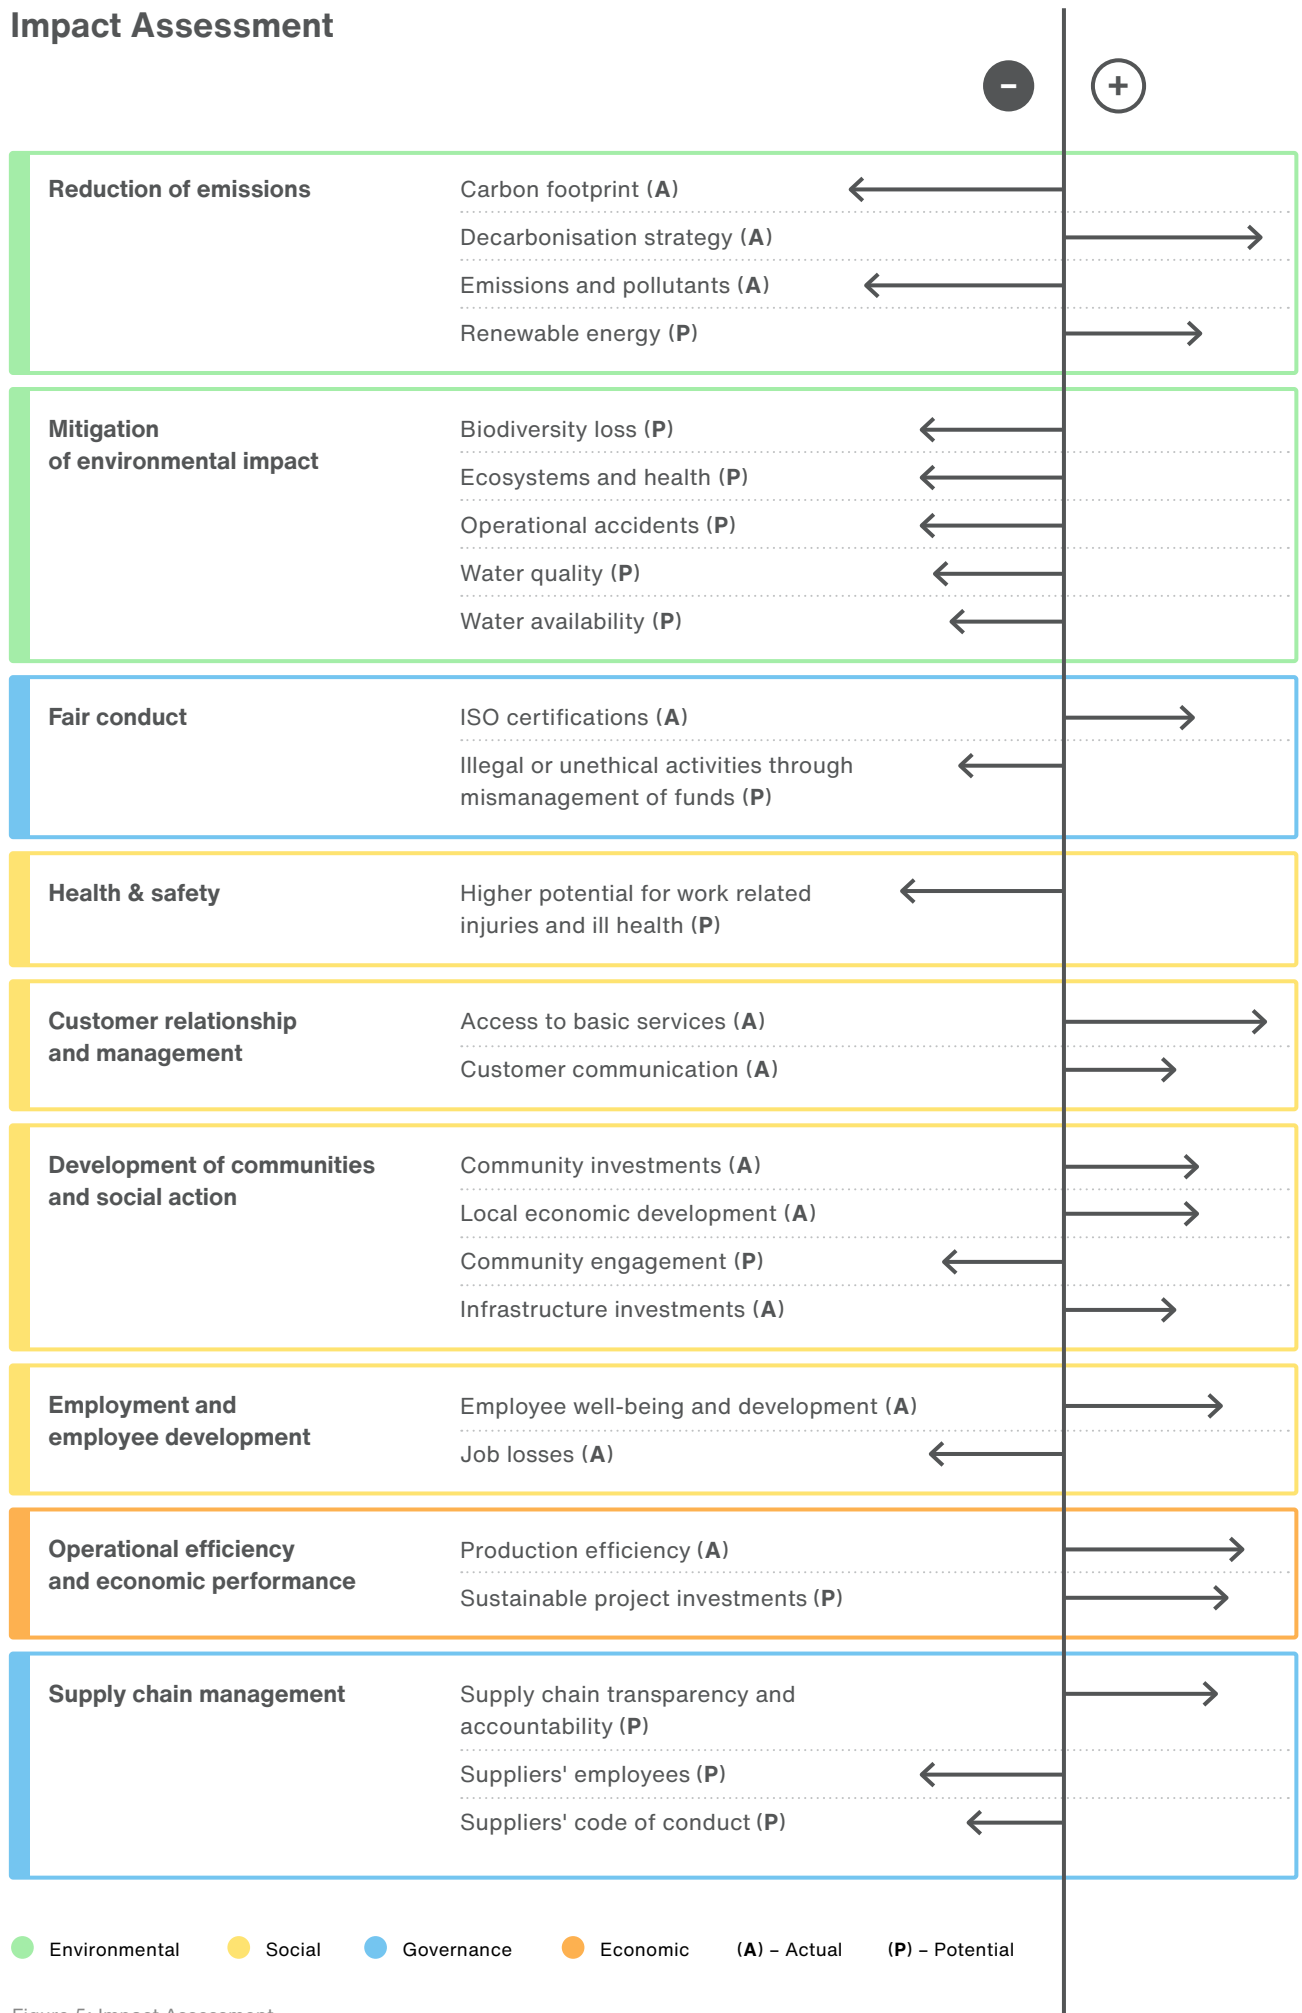 Impact Assessment
– +
Reduction of emissions
Carbon footprint (A)
Decarbonisation strategy (A)
Emissions and pollutants (A)
Renewable energy (P)
Mitigation
of environmental impact
Biodiversity loss (P)
Ecosystems and health (P)
Operational accidents (P)
Water quality (P)
Water availability (P)
Fair conduct
ISO certifications (A)
Illegal or unethical activities through
mismanagement of funds (P)
Health & safety
Higher potential for work related
injuries and ill health (P)
Customer relationship
and management
Access to basic services (A)
Customer communication (A)
Development of communities
and social action
Community investments (A)
Local economic development (A)
Community engagement (P)
Infrastructure investments (A)
Employment and
employee development
Employee well-being and development (A)
Job losses (A)
Operational efficiency
and economic performance
Production efficiency (A)
Sustainable project investments (P)
Supply chain management
Supply chain transparency and
accountability (P)
Suppliers' employees (P)
Suppliers' code of conduct (P)
Environmental Social Governance Economic (A) – Actual (P) – Potential
Figure 5: Impact Assessment